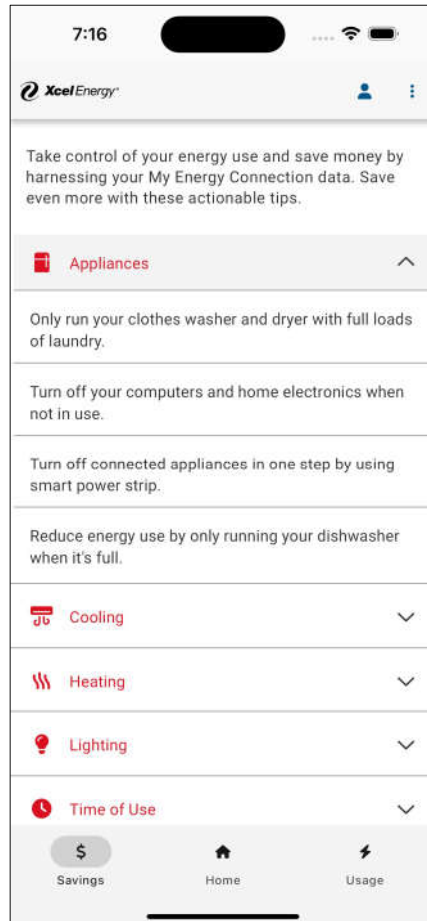 7:16
Xcel Energy®
Take control of your energy use and save money by
harnessing your My Energy Connection data. Save
even more with these actionable tips.
Appliances
Only run your clothes washer and dryer with full loads
of laundry.
Turn off your computers and home electronics when
not in use.
Turn off connected appliances in one step by using
smart power strip.
Reduce energy use by only running your dishwasher
when it's full.
Cooling
Heating
Lighting
Time of Use
$
Savings
Home
Usage